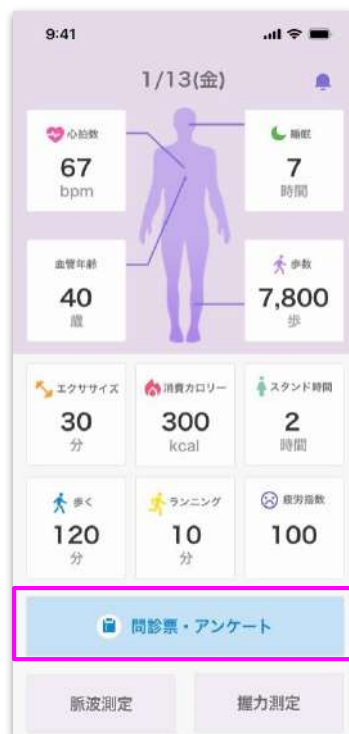 9:41
1/13(金)
心拍数
67
bpm
睡眠
7
時間
血管年齢
40
歳
歩数
7,800
歩
エクササイズ
30
分
消費カロリー
300
kcal
スタンド時間
2
時間
歩く
120
分
ランニング
10
分
疲労指数
100
問診票・アンケート
脈波測定
握力測定